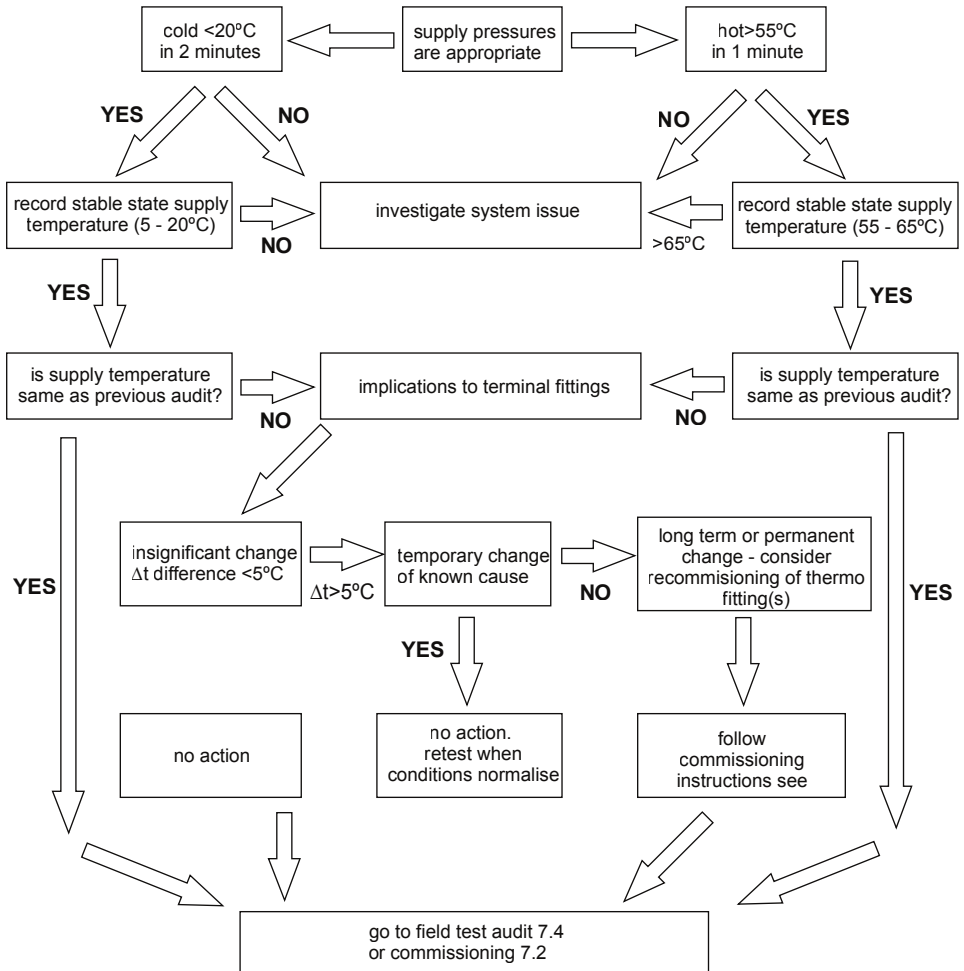 cold <20ºC
in 2 minutes
supply pressures
are appropriate
hot>55ºC
in 1 minute
YES
NO
NO
YES
record stable state supply
temperature (5 - 20ºC)
NO
investigate system issue
>65ºC
record stable state supply
temperature (55 - 65ºC)
YES
YES
is supply temperature
same as previous audit?
NO
implications to terminal fittings
NO
is supply temperature
same as previous audit?
insignificant change
Δt difference <5ºC
Δt>5ºC
temporary change
of known cause
NO
long term or permanent
change - consider
recommisioning of thermo
fitting(s)
YES
YES
YES
no action
no action.
retest when
conditions normalise
follow
commissioning
instructions see
go to field test audit 7.4
or commissioning 7.2